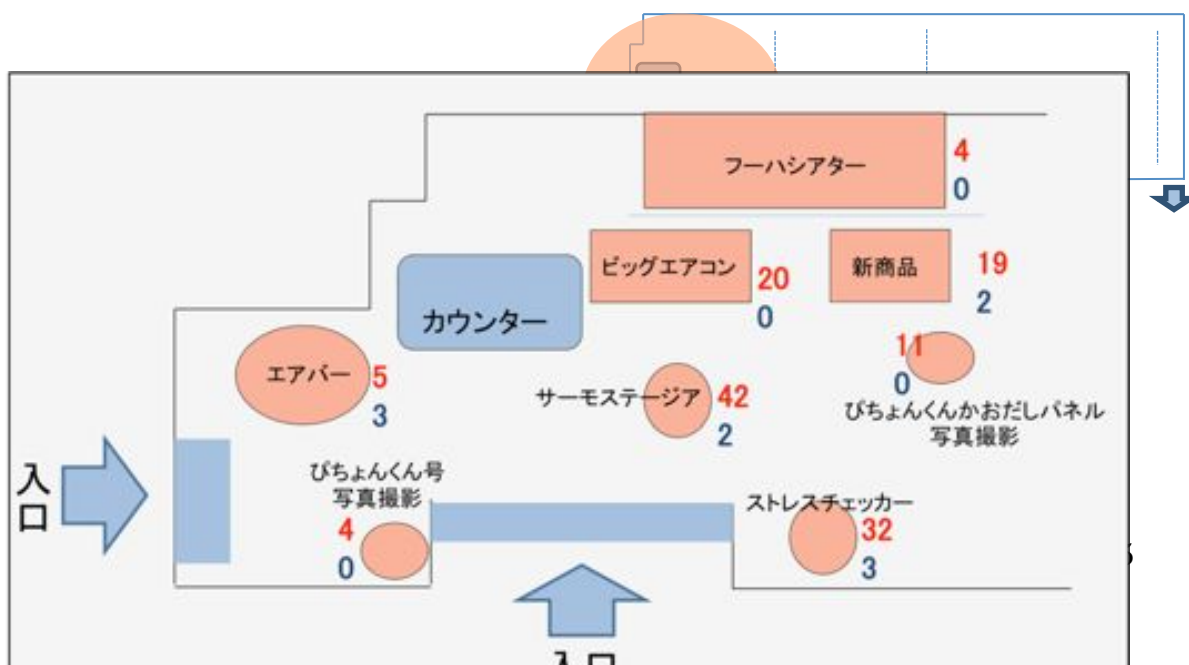 フーハシアター
4
0
ビッグエアコン
20
0
新商品
19
2
カウンター
エアバー
5
3
サーモステージア
42
2
11
0
ぴちょんくんかおだしパネル
写真撮影
入
口
ぴちょんくん号
写真撮影
4
0
ストレスチェッカー
32
3
入口